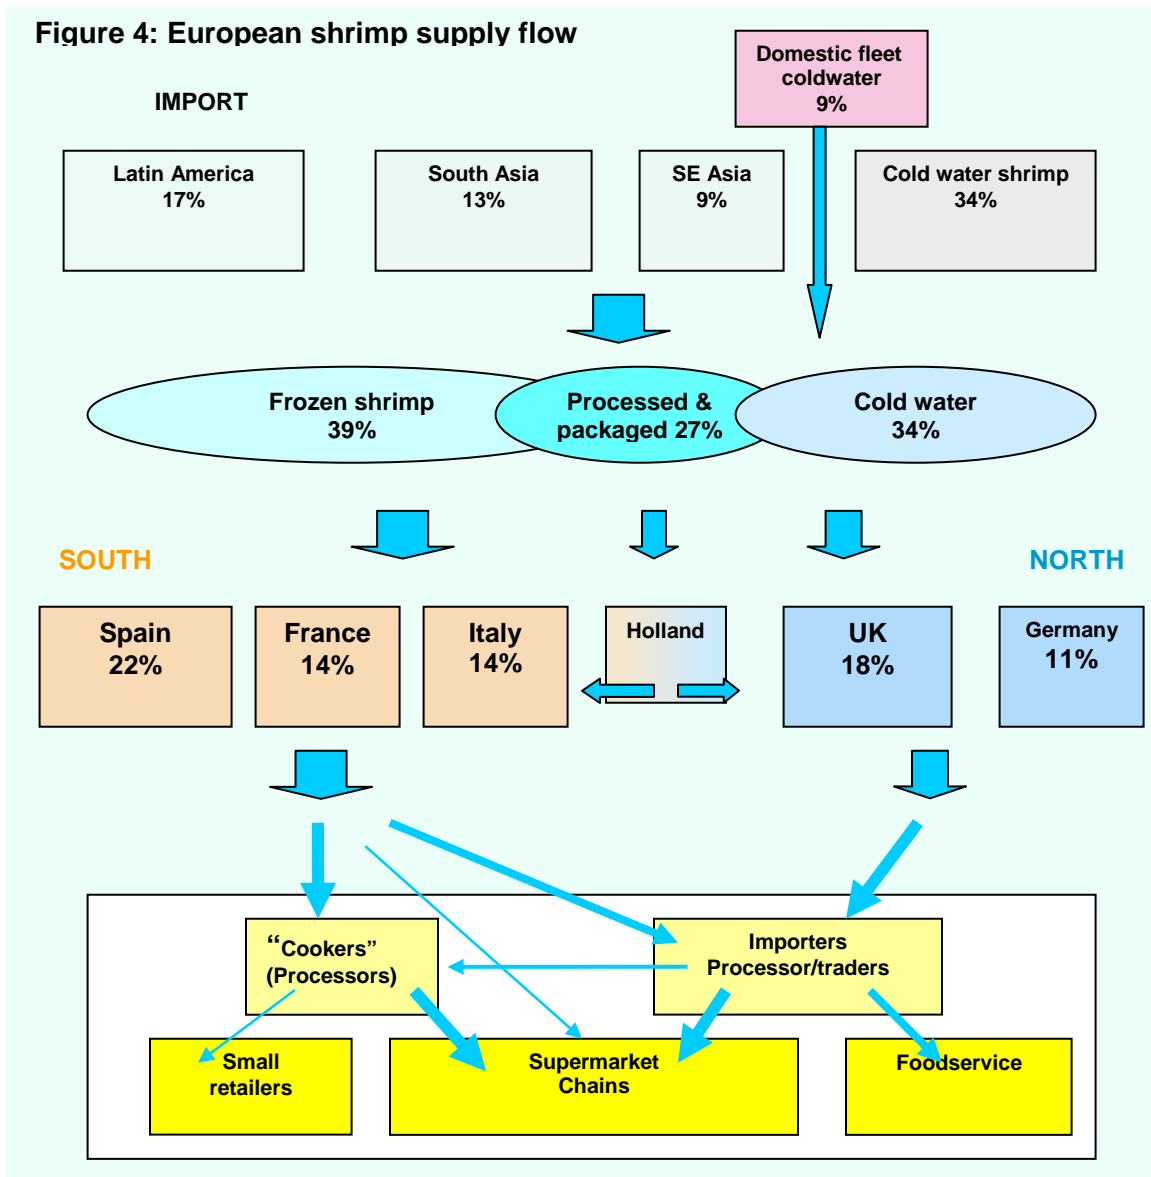 Figure 4: European shrimp supply flow
Domestic fleet
coldwater
9%
IMPORT
Latin America
17%
South Asia
13%
SE Asia
9%
Cold water shrimp
34%
Frozen shrimp
39%
Processed &
packaged 27%
Cold water
34%
SOUTH
NORTH
Spain
22%
France
14%
Italy
14%
Holland
UK
18%
Germany
11%
“Cookers”
(Processors)
Importers
Processor/traders
Small
retailers
Supermarket
Chains
Foodservice